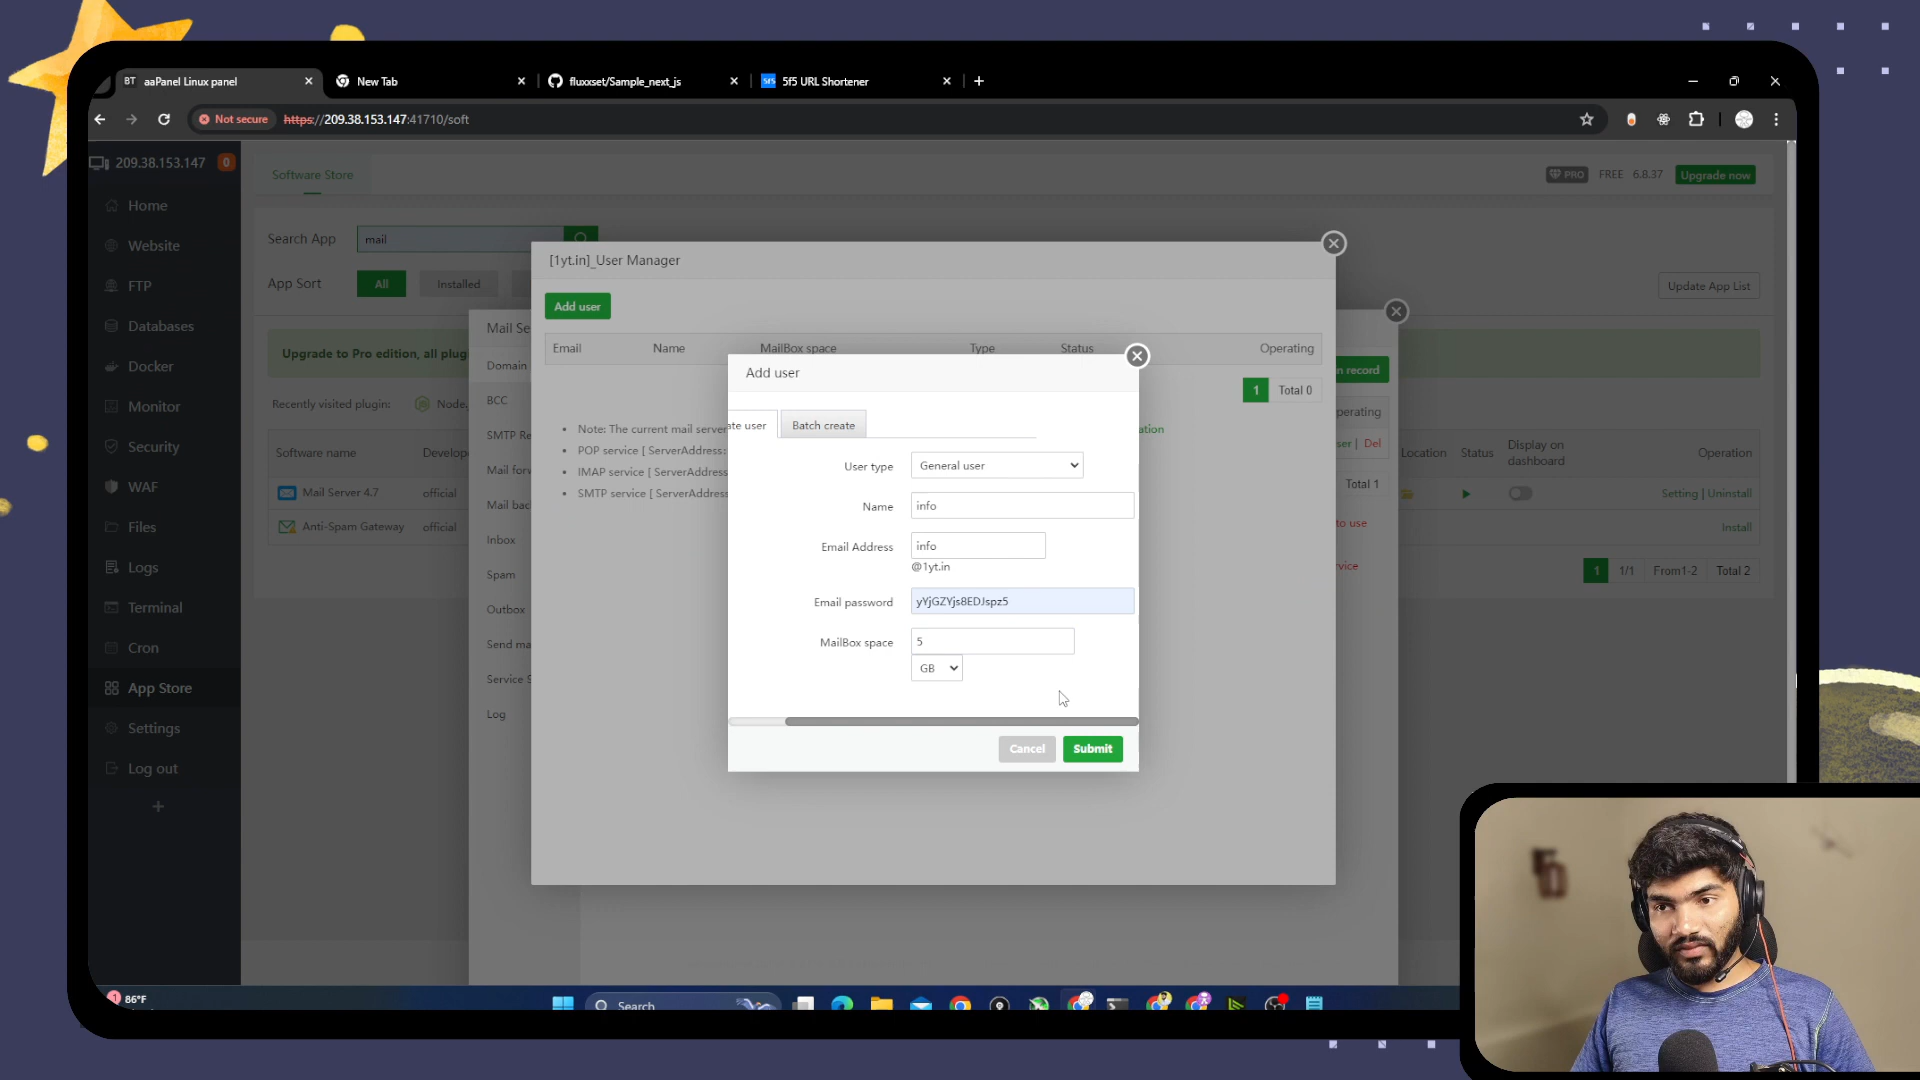 BT aaPanel Linux panel
New Tab
fluxxset/Sample_next_js
5f5 5f5 URL Shortener
Not secure https://209.38.153.147:41710/soft
209.38.153.147 0
Home
Website
FTP
Databases
Docker
Monitor
Security
WAF
Files
Logs
Terminal
Cron
App Store
Settings
Log out
Software Store
PRO FREE 6.8.37 Upgrade now
Search App mail
App Sort All Installed
Update App List
Upgrade to Pro edition, all plug
Recently visited plugin: Node.
Software name Develop
Location Status Display on dashboard Operation
Mail Server 4.7 official
Setting | Uninstall
Anti-Spam Gateway official
Install
1 1/1 From1-2 Total 2
Mail Se
Domain
BCC
SMTP Re
Mail forw
Mail bac
Inbox
Spam
Outbox
Send ma
Service S
Log
n record
perating
ser | Del
Total 1
to use
vice
[1yt.in]_User Manager
Add user
Email Name MailBox space Type Status Operating
1 Total 0
Note: The current mail server
ation
POP service [ ServerAddress:
IMAP service [ ServerAddress
SMTP service [ ServerAddress
Add user
ate user Batch create
User type General user
Name info
Email Address info
@1yt.in
Email password yYjGZYjs8EDJspz5
MailBox space 5
GB
Cancel Submit
1 86°F
Search